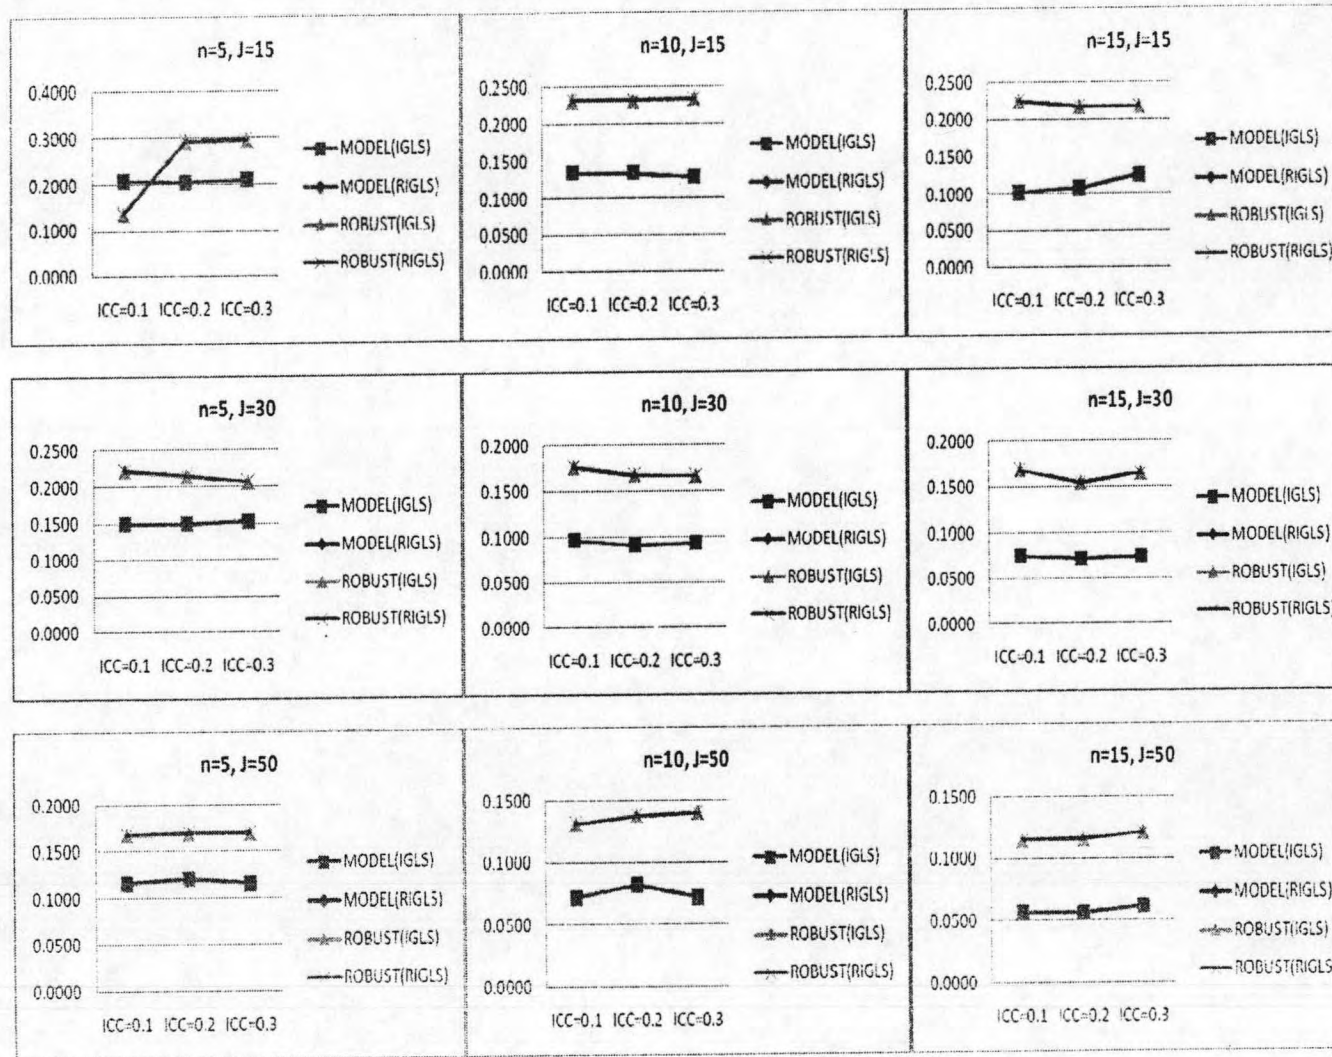 n=5, J=15
0.4000
0.3000
0.2000
0.1000
0.0000
ICC=0.1 ICC=0.2 ICC=0.3
MODEL(IGLS)
MODEL(RIGLS)
ROBUST(IGLS)
ROBUST(RIGLS)
n=10, J=15
0.2500
0.2000
0.1500
0.1000
0.0500
0.0000
ICC=0.1 ICC=0.2 ICC=0.3
MODEL(IGLS)
MODEL(RIGLS)
ROBUST(IGLS)
ROBUST(RIGLS)
n=15, J=15
0.2500
0.2000
0.1500
0.1000
0.0500
0.0000
ICC=0.1 ICC=0.2 ICC=0.3
MODEL(IGLS)
MODEL(RIGLS)
ROBUST(IGLS)
ROBUST(RIGLS)
n=5, J=30
0.2500
0.2000
0.1500
0.1000
0.0500
0.0000
ICC=0.1 ICC=0.2 ICC=0.3
MODEL(IGLS)
MODEL(RIGLS)
ROBUST(IGLS)
ROBUST(RIGLS)
n=10, J=30
0.2000
0.1500
0.1000
0.0500
0.0000
ICC=0.1 ICC=0.2 ICC=0.3
MODEL(IGLS)
MODEL(RIGLS)
ROBUST(IGLS)
ROBUST(RIGLS)
n=15, J=30
0.2000
0.1500
0.1000
0.0500
0.0000
ICC=0.1 ICC=0.2 ICC=0.3
MODEL(IGLS)
MODEL(RIGLS)
ROBUST(IGLS)
ROBUST(RIGLS)
n=5, J=50
0.2000
0.1500
0.1000
0.0500
0.0000
ICC=0.1 ICC=0.2 ICC=0.3
MODEL(IGLS)
MODEL(RIGLS)
ROBUST(IGLS)
ROBUST(RIGLS)
n=10, J=50
0.1500
0.1000
0.0500
0.0000
ICC=0.1 ICC=0.2 ICC=0.3
MODEL(IGLS)
MODEL(RIGLS)
ROBUST(IGLS)
ROBUST(RIGLS)
n=15, J=50
0.1500
0.1000
0.0500
0.0000
ICC=0.1 ICC=0.2 ICC=0.3
MODEL(IGLS)
MODEL(RIGLS)
ROBUST(IGLS)
ROBUST(RIGLS